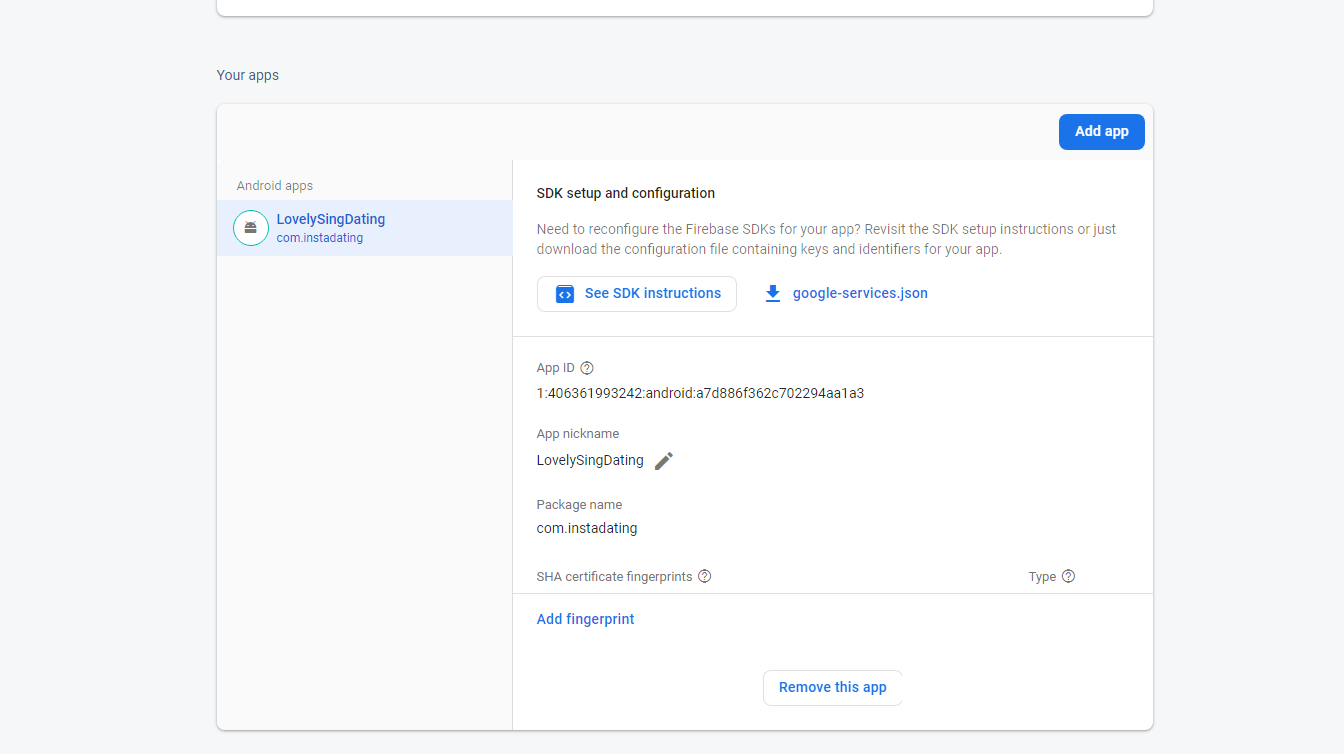 Your apps
Add app
Android apps
LovelySingDating
com.instadating
SDK setup and configuration
Need to reconfigure the Firebase SDKs for your app? Revisit the SDK setup instructions or just
download the configuration file containing keys and identifiers for your app.
See SDK instructions
google-services.json
App ID
1:406361993242:android:a7d886f362c702294aa1a3
App nickname
LovelySingDating
Package name
com.instadating
SHA certificate fingerprints
Type
Add fingerprint
Remove this app